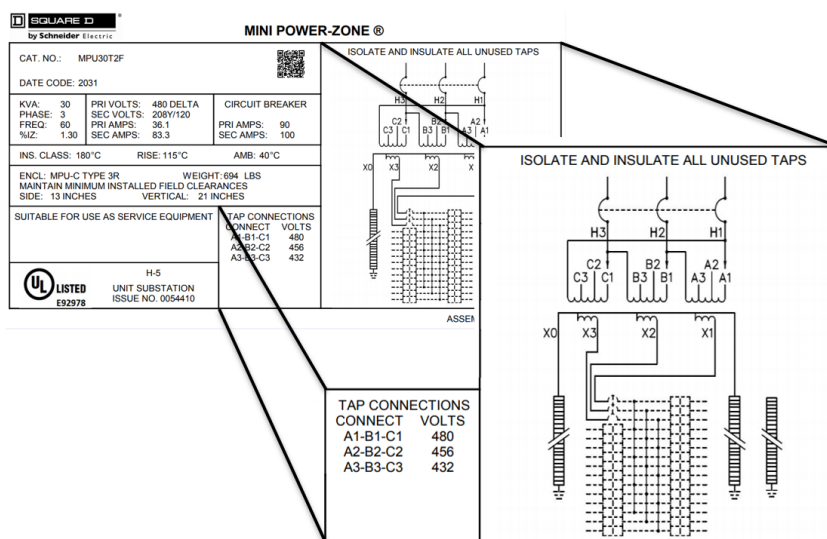 SQUARE D
by Schneider Electric
MINI POWER-ZONE ®
CAT. NO.: MPU30T2F
DATE CODE: 2031
KVA: 30
PHASE: 3
FREQ: 60
%IZ: 1.30
PRI VOLTS: 480 DELTA
SEC VOLTS: 208Y/120
PRI AMPS: 36.1
SEC AMPS: 83.3
CIRCUIT BREAKER
PRI AMPS: 90
SEC AMPS: 100
INS. CLASS: 180°C RISE: 115°C AMB: 40°C
ENCL: MPU-C TYPE 3R WEIGHT: 694 LBS
MAINTAIN MINIMUM INSTALLED FIELD CLEARANCES
SIDE: 13 INCHES VERTICAL: 21 INCHES
SUITABLE FOR USE AS SERVICE EQUIPMENT
TAP CONNECTIONS
CONNECT VOLTS
A1-B1-C1 480
A2-B2-C2 456
A3-B3-C3 432
UL LISTED
E92978
H-5
UNIT SUBSTATION
ISSUE NO. 0054410
ISOLATE AND INSULATE ALL UNUSED TAPS
H3 H2 H1
C2 B2 A2
C3 C1 B3 B1 A3 A1
X0 X3 X2 X
ASSEM
TAP CONNECTIONS
CONNECT VOLTS
A1-B1-C1 480
A2-B2-C2 456
A3-B3-C3 432
ISOLATE AND INSULATE ALL UNUSED TAPS
H3 H2 H1
C2 B2 A2
C3 C1 B3 B1 A3 A1
X0 X3 X2 X1